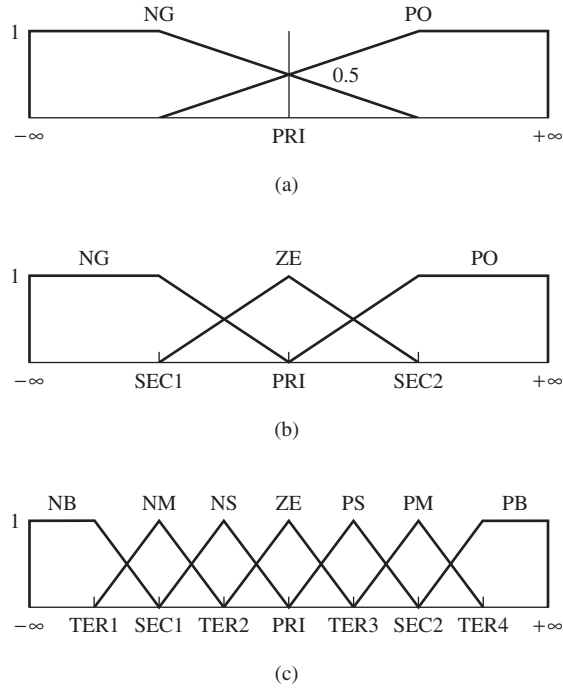 NG PO
1
0.5
−∞ PRI +∞
(a)
NG ZE PO
1
−∞ SEC1 PRI SEC2 +∞
(b)
NB NM NS ZE PS PM PB
1
−∞ TER1 SEC1 TER2 PRI TER3 SEC2 TER4 +∞
(c)